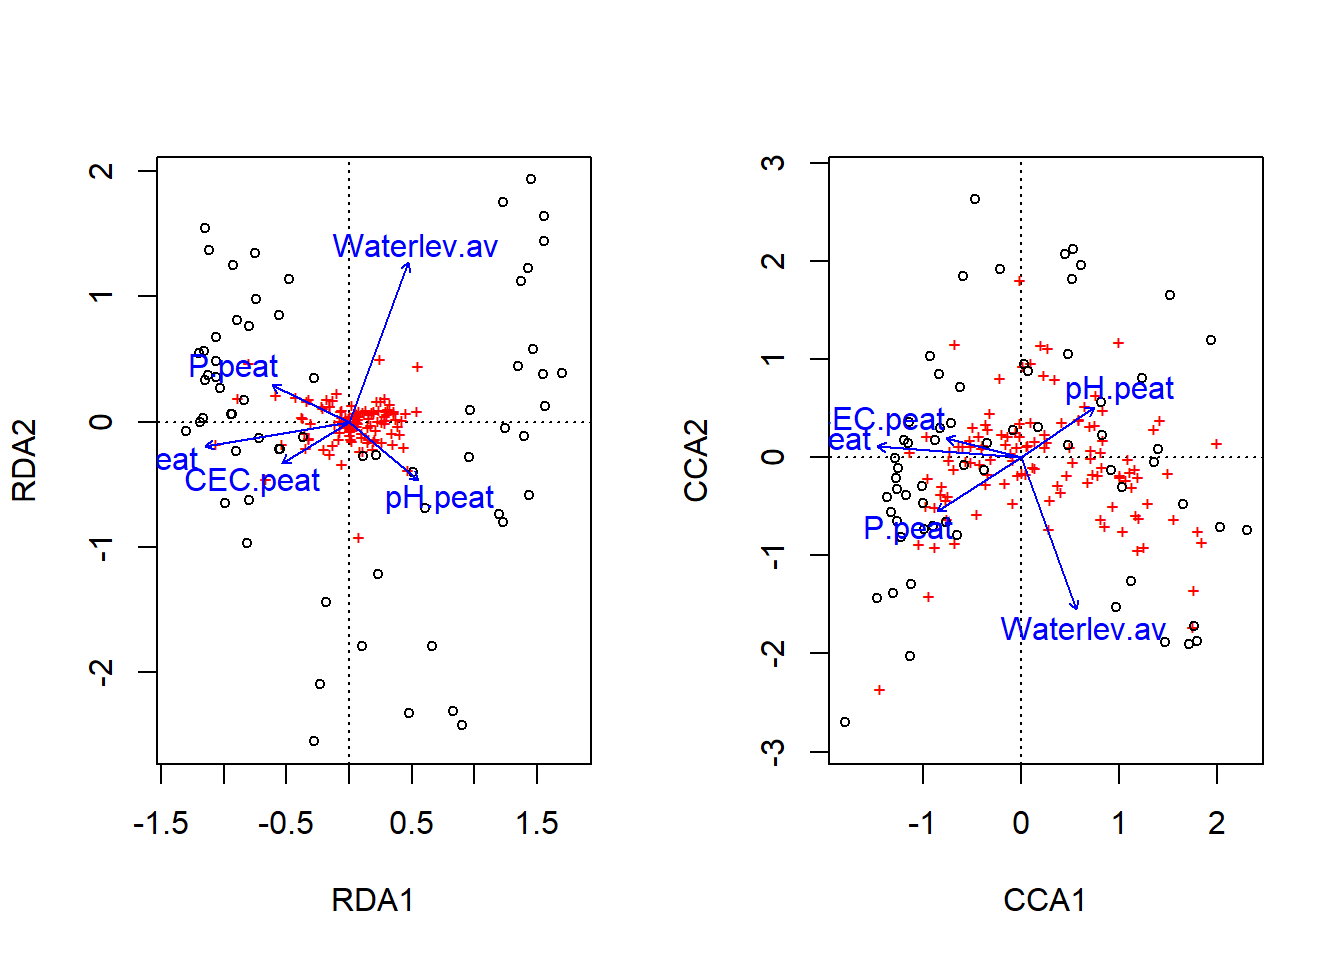 2
1
0
-1
-2
RDA2
Waterlev.av
P.peat
eat
CEC.peat
pH.peat
-1.5 -0.5 0.5 1.5
RDA1
3
2
1
0
-1
-2
-3
CCA2
pH.peat
EC.peat
eat
P.peat
Waterlev.av
-1 0 1 2
CCA1